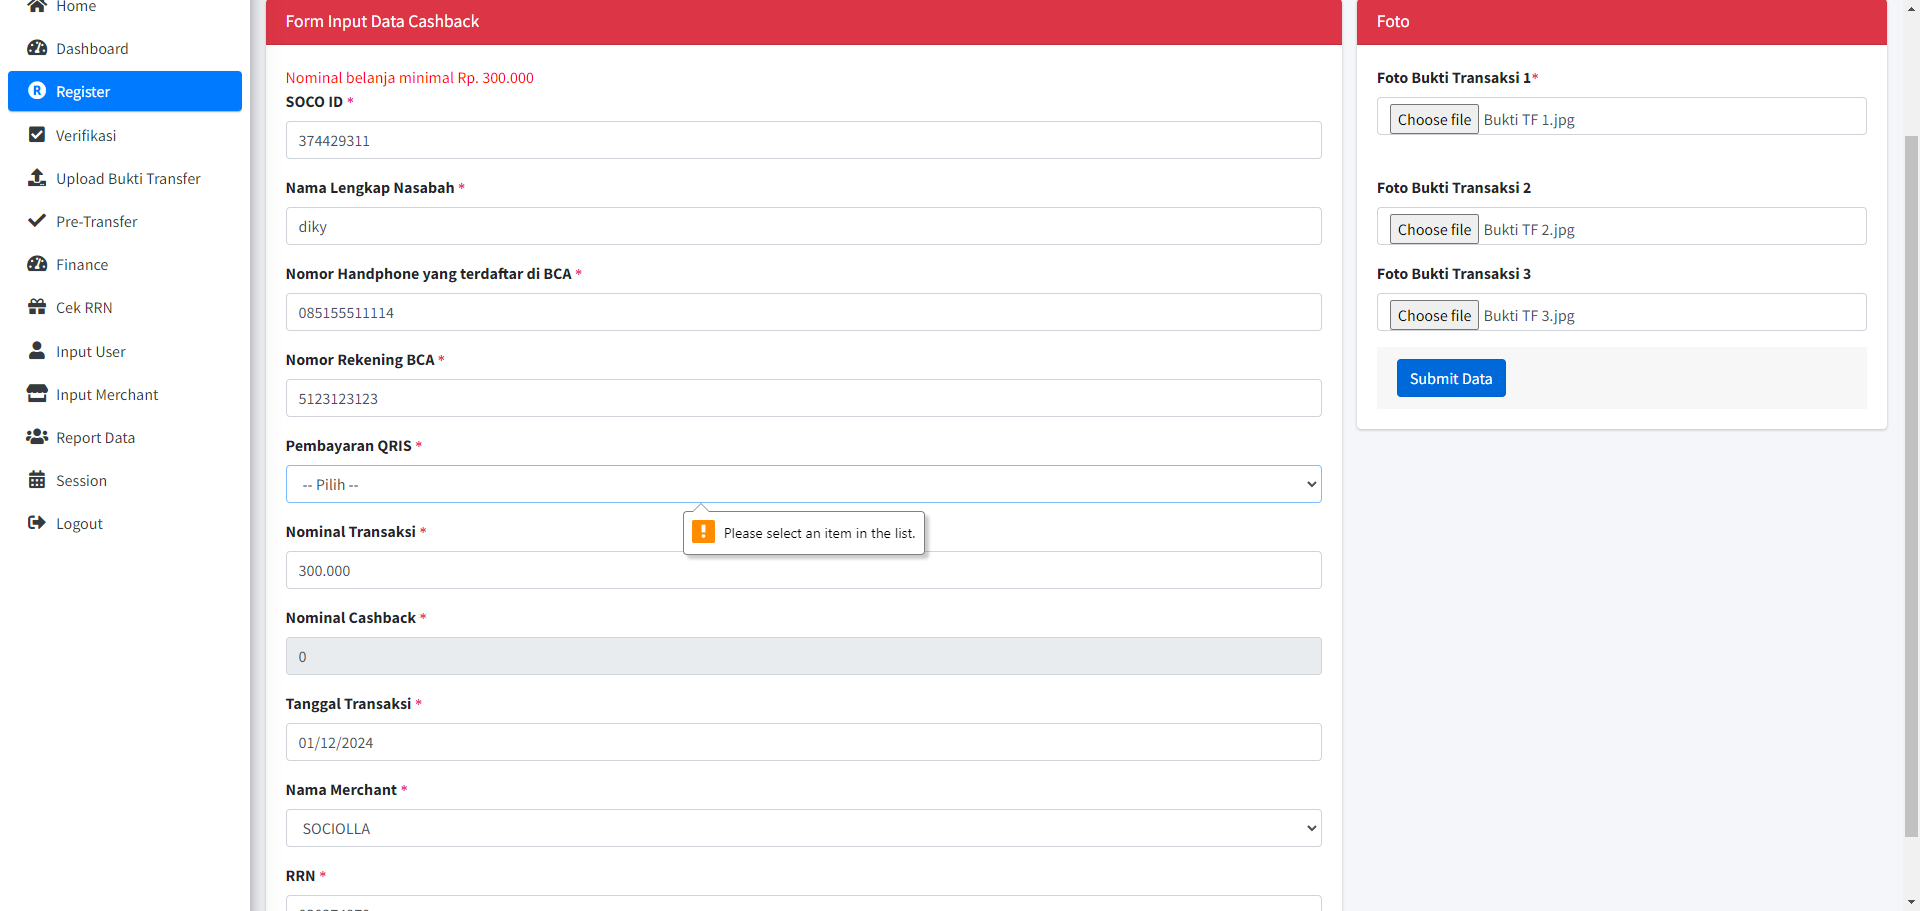 Home
Dashboard
Register
Verifikasi
Upload Bukti Transfer
Pre-Transfer
Finance
Cek RRN
Input User
Input Merchant
Report Data
Session
Logout
Form Input Data Cashback
Nominal belanja minimal Rp. 300.000
SOCO ID *
374429311
Nama Lengkap Nasabah *
diky
Nomor Handphone yang terdaftar di BCA *
085155511114
Nomor Rekening BCA *
5123123123
Pembayaran QRIS *
-- Pilih --
Please select an item in the list.
Nominal Transaksi *
300.000
Nominal Cashback *
0
Tanggal Transaksi *
01/12/2024
Nama Merchant *
SOCIOLLA
RRN *
Foto
Foto Bukti Transaksi 1*
Choose file Bukti TF 1.jpg
Foto Bukti Transaksi 2
Choose file Bukti TF 2.jpg
Foto Bukti Transaksi 3
Choose file Bukti TF 3.jpg
Submit Data